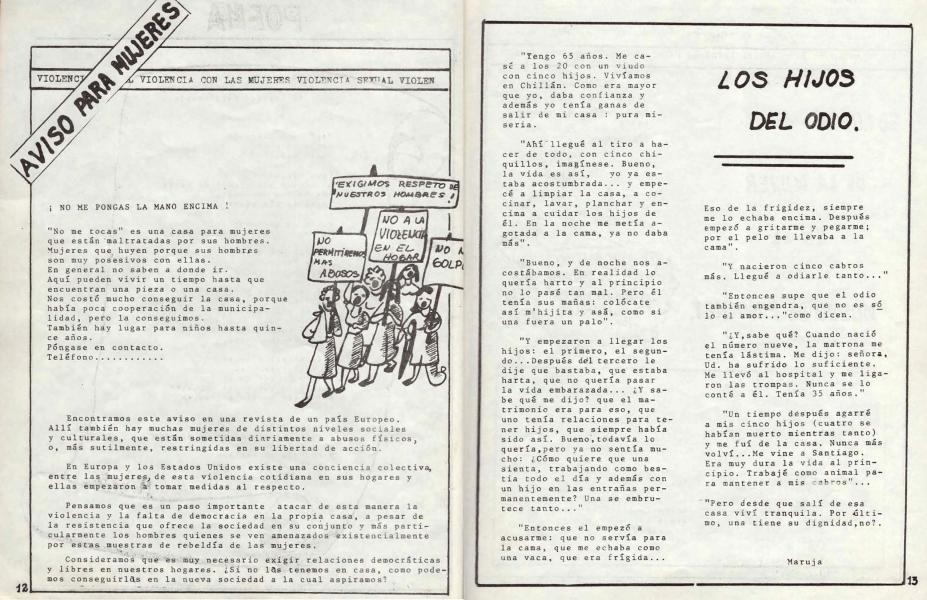 AVISO PARA MUJERES
VIOLENCI L VIOLENCIA CON LAS MUJERES VIOLENCIA SEXUAL VIOLEN
¡ NO ME PONGAS LA MANO ENCIMA !
"No me tocas" es una casa para mujeres
que están maltratadas por sus hombres.
Mujeres que huyen porque sus hombres
son muy posesivos con ellas.
En general no saben a donde ir.
Aquí pueden vivir un tiempo hasta que
encuentran una pieza o una casa.
Nos costó mucho conseguir la casa, porque
había poca cooperación de la municipa-
lidad, pero la conseguimos.
También hay lugar para niños hasta quin-
ce años.
Póngase en contacto.
Teléfono............
¡EXIGIMOS RESPETO DE
NUESTROS HOMBRES!
NO
PERMITIREMOS
MAS
ABUSOS
NO A LA
VIOLENCIA
EN EL
HOGAR
NO M
GOLP
Encontramos este aviso en una revista de un país Europeo.
Allí también hay muchas mujeres de distintos niveles sociales
y culturales, que están sometidas diariamente a abusos físicos,
o, más sutilmente, restringidas en su libertad de acción.
En Europa y los Estados Unidos existe una conciencia colectiva,
entre las mujeres, de esta violencia cotidiana en sus hogares y
ellas empezaron a tomar medidas al respecto.
Pensamos que es un paso importante atacar de esta manera la
violencia y la falta de democracia en la propia casa, a pesar de
la resistencia que ofrece la sociedad en su conjunto y más parti-
cularmente los hombres quienes se ven amenazados existencialmente
por estas muestras de rebeldía de las mujeres.
Consideramos que es muy necesario exigir relaciones democráticas
y libres en nuestros hogares. ¿Si no las tenemos en casa, como pode-
mos conseguirlas en la nueva sociedad a la cual aspiramos?
12
"Tengo 65 años. Me ca-
sé a los 20 con un viudo
con cinco hijos. Vivíamos
en Chillán. Como era mayor
que yo, daba confianza y
además yo tenía ganas de
salir de mi casa : pura mi-
seria.
"Ahí llegué al tiro a ha-
cer de todo, con cinco chi-
quillos, imagínese. Bueno,
la vida es así, yo ya es-
taba acostumbrada... y empe-
cé a limpiar la casa, a co-
cinar, lavar, planchar y en-
cima a cuidar los hijos de
él. En la noche me metía a-
gotada a la cama, ya no daba
más".
"Bueno, y de noche nos a-
costábamos. En realidad lo
quería harto y al principio
no lo pasé tan mal. Pero él
tenía sus mañas: colócate
así m'hijita y asá, como si
una fuera un palo".
"Y empezaron a llegar los
hijos: el primero, el segun-
do...Después del tercero le
dije que bastaba, que estaba
harta, que no quería pasar
la vida embarazada... ¿Y sa-
be qué me dijo? que el ma-
trimonio era para eso, que
uno tenía relaciones para te-
ner hijos, que siempre había
sido así. Bueno,todavía lo
quería,pero ya no sentía mu-
cho: ¿Cómo quiere que una
sienta, trabajando como bes-
tia todo el día y además con
un hijo en las entrañas per-
manentemente? Una se embru-
tece tanto..."
"Entonces el empezó a
acusarme: que no servía para
la cama, que me echaba como
una vaca, que era frígida...
LOS HIJOS
DEL ODIO.
Eso de la frigidez, siempre
me lo echaba encima. Después
empezó a gritarme y pegarme;
por el pelo me llevaba a la
cama".
"Y nacieron cinco cabros
más. Llegué a odiarle tanto..."
"Entonces supe que el odio
también engendra, que no es só
lo el amor..."como dicen.
"¿Y,sabe qué? Cuando nació
el número nueve, la matrona me
tenía lástima. Me dijo: señora,
Ud. ha sufrido lo suficiente.
Me llevó al hospital y me liga-
ron las trompas. Nunca se lo
conté a él. Tenía 35 años."
"Un tiempo después agarré
a mis cinco hijos (cuatro se
habían muerto mientras tanto)
y me fuí de la casa. Nunca más
volví...Me vine a Santiago.
Era muy dura la vida al prin-
cipio. Trabajé como animal pa-
ra mantener a mis cabros"...
"Pero desde que salí de esa
casa viví tranquila. Por últi-
mo, una tiene su dignidad,no?.
Maruja
13